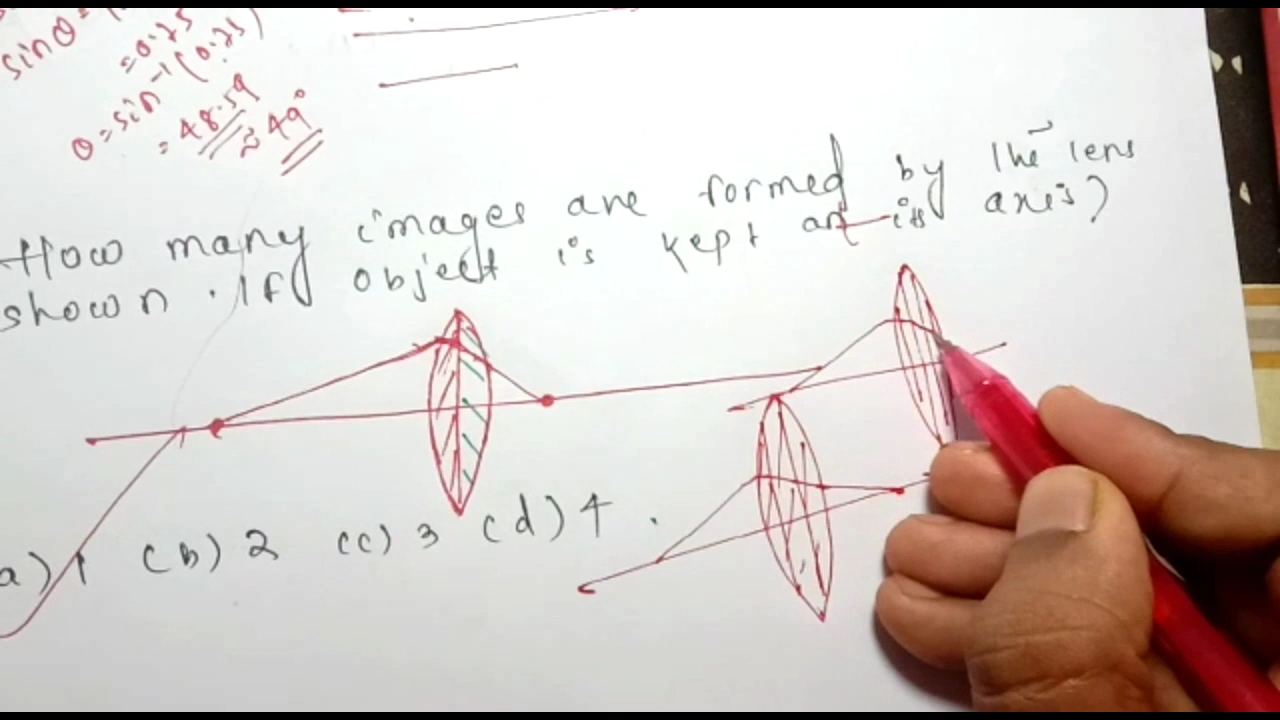 sinθ=
=0.75
θ=sin⁻¹(0.75)
=48.59
≈49°
How many images are formed by the lens
shown. If object is kept on its axis?
a) 1 (b) 2 (c) 3 (d) 4.